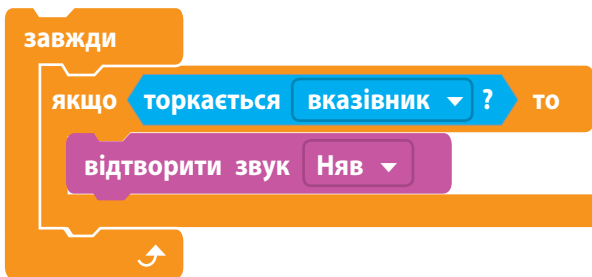 завжди
якщо торкається вказівник ? то
відтворити звук Няв